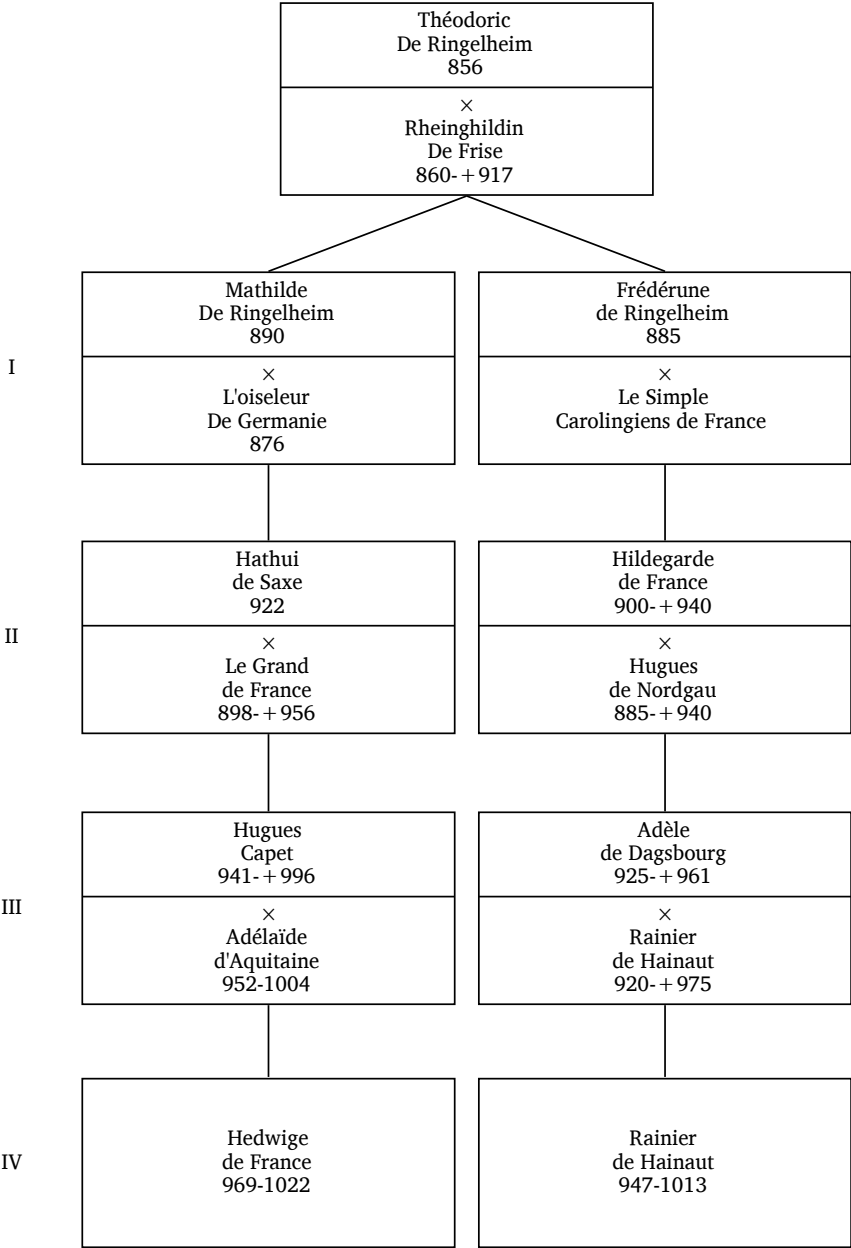 Théodoric
De Ringelheim
856
×
Rheinghildin
De Frise
860-+917
I
Mathilde
De Ringelheim
890
×
L'oiseleur
De Germanie
876
Frédérune
de Ringelheim
885
×
Le Simple
Carolingiens de France
II
Hathui
de Saxe
922
×
Le Grand
de France
898-+956
Hildegarde
de France
900-+940
×
Hugues
de Nordgau
885-+940
III
Hugues
Capet
941-+996
×
Adélaïde
d'Aquitaine
952-1004
Adèle
de Dagsbourg
925-+961
×
Rainier
de Hainaut
920-+975
IV
Hedwige
de France
969-1022
Rainier
de Hainaut
947-1013